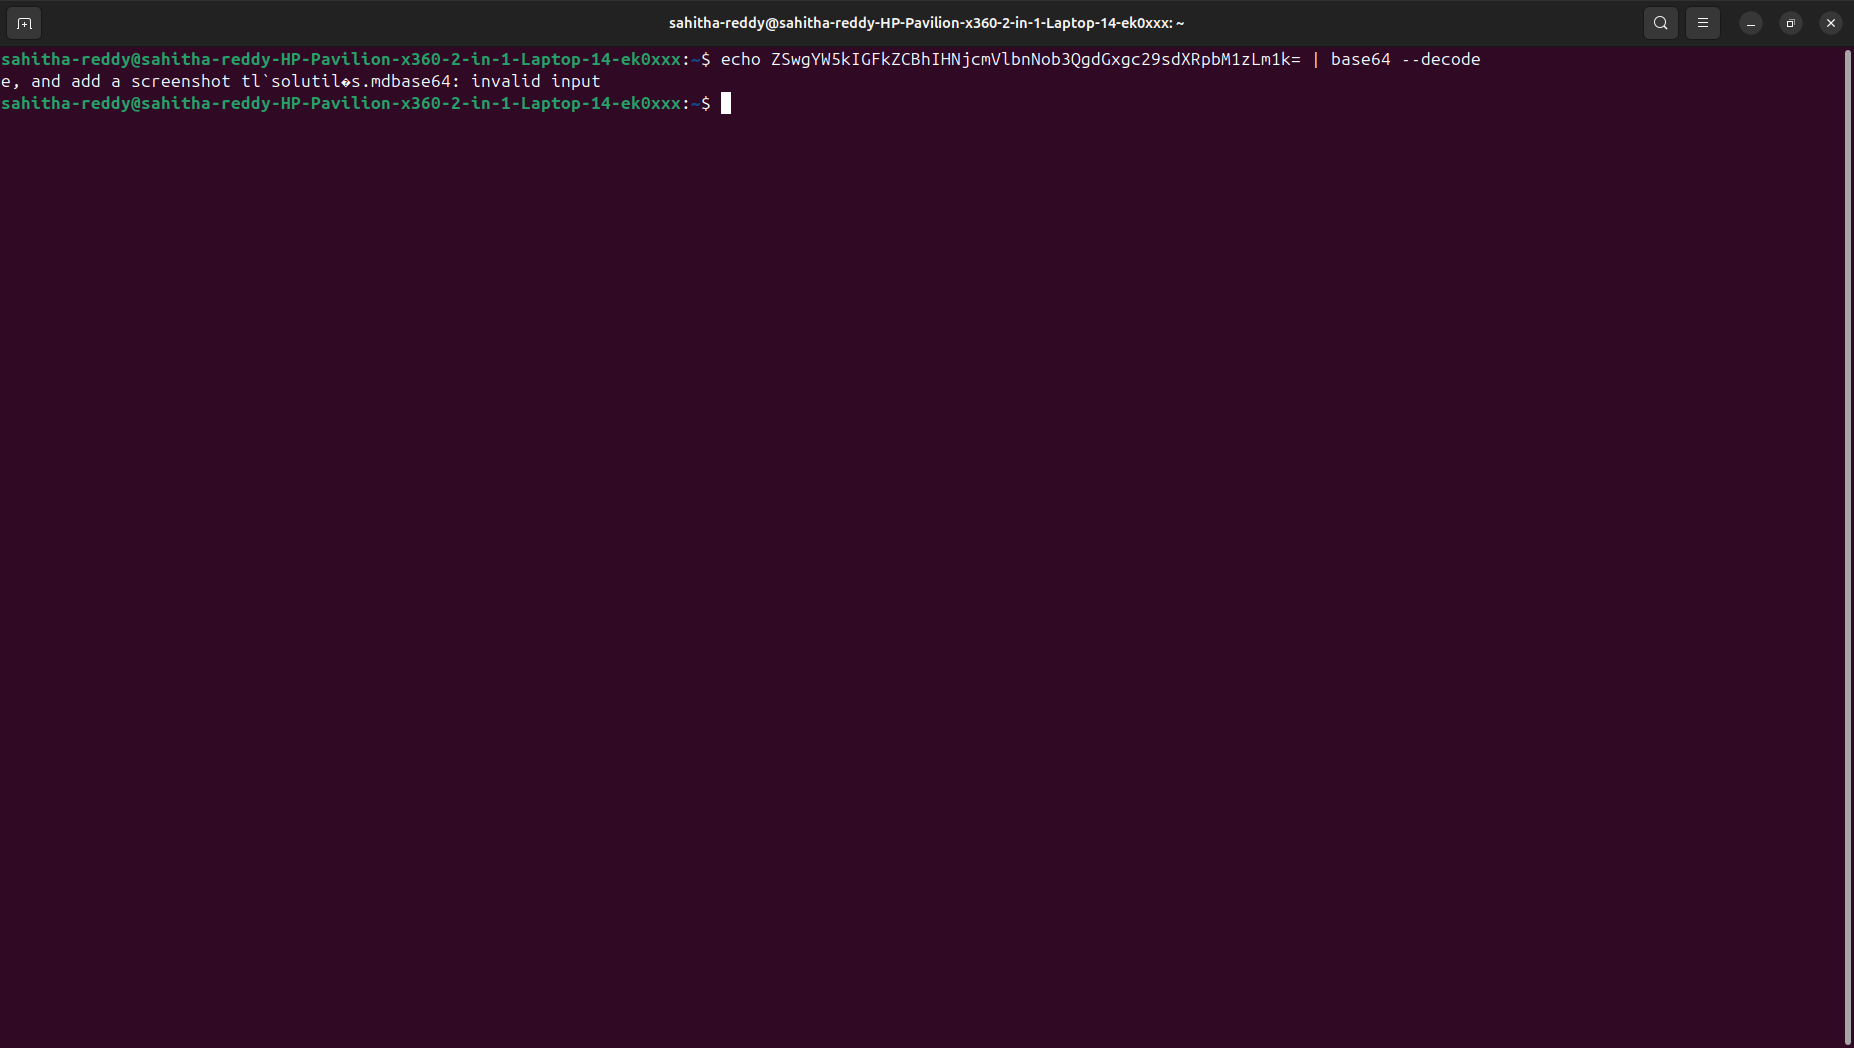 sahitha-reddy@sahitha-reddy-HP-Pavilion-x360-2-in-1-Laptop-14-ek0xxx: ~
sahitha-reddy@sahitha-reddy-HP-Pavilion-x360-2-in-1-Laptop-14-ek0xxx:~$ echo ZSwgYW5kIGFkZCBhIHNjcmVlbnNob3QgdGxgc29sdXRpbM1zLm1k= | base64 --decode
e, and add a screenshot tl`solutil�s.mdbase64: invalid input
sahitha-reddy@sahitha-reddy-HP-Pavilion-x360-2-in-1-Laptop-14-ek0xxx:~$